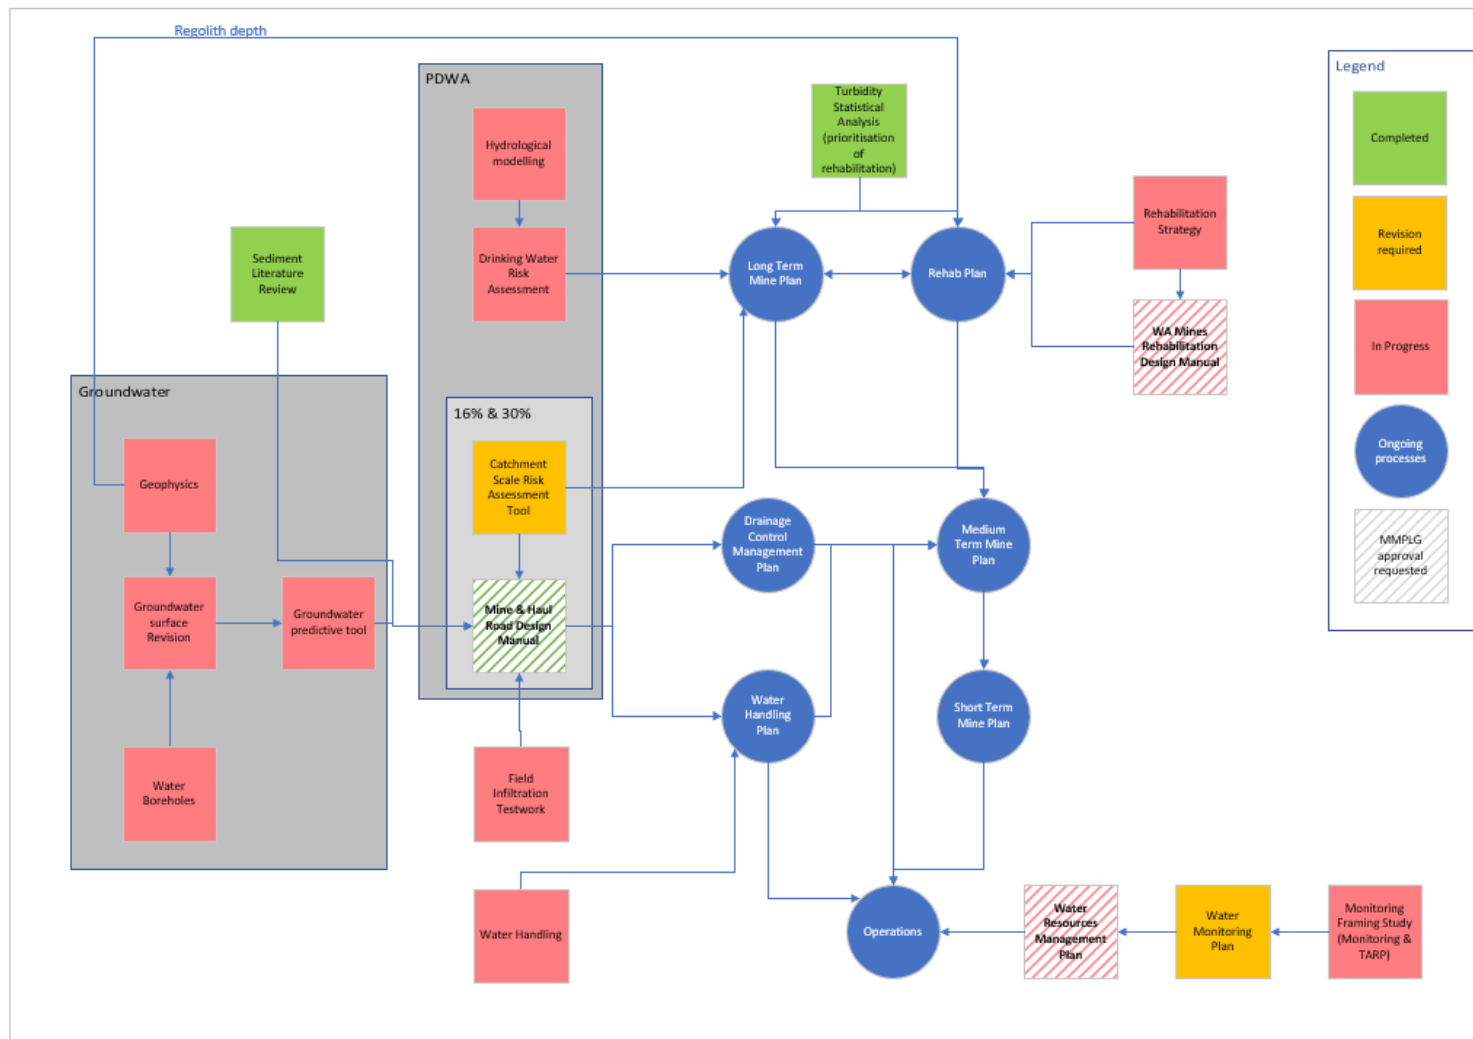 Regolith depth
PDWA
Legend
Turbidity
Statistical
Analysis
(prioritisation
of
rehabilitation)
Completed
Hydrological
modelling
Revision
required
Rehabilitation
Strategy
Sediment
Literature
Review
Drinking Water
Risk
Assessment
Long Term
Mine Plan
Rehab Plan
In Progress
WA Mines
Rehabilitation
Design Manual
Groundwater
16% & 30%
Ongoing
processes
Geophysics
Catchment
Scale Risk
Assessment
Tool
Drainage
Control
Management
Plan
Medium
Term Mine
Plan
MMPLG
approval
requested
Groundwater
surface
Revision
Groundwater
predictive tool
Mine & Haul
Road Design
Manual
Water
Handling
Plan
Short Term
Mine Plan
Water
Boreholes
Field
Infiltration
Testwork
Water Handling
Operations
Water
Resources
Management
Plan
Water
Monitoring
Plan
Monitoring
Framing Study
(Monitoring &
TARP)